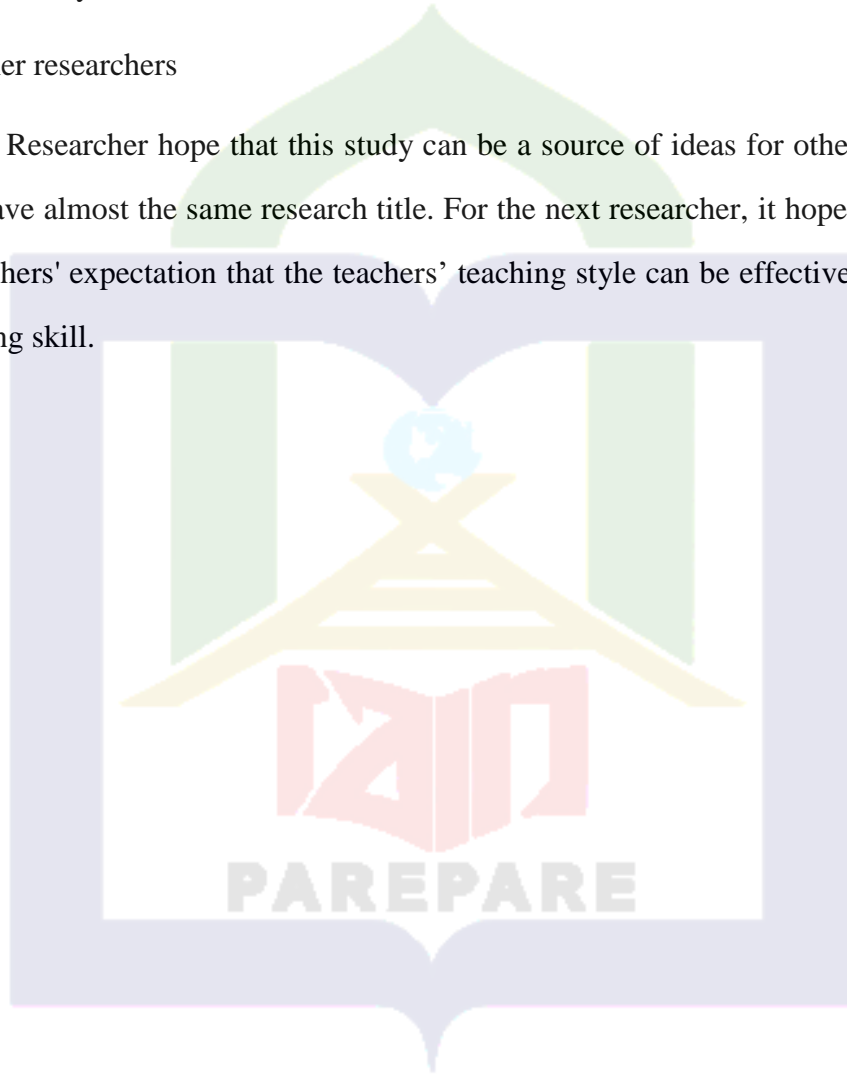 er researchers
Researcher hope that this study can be a source of ideas for othe
ave almost the same research title. For the next researcher, it hope
hers' expectation that the teachers’ teaching style can be effective
ng skill.
iain
PAREPARE